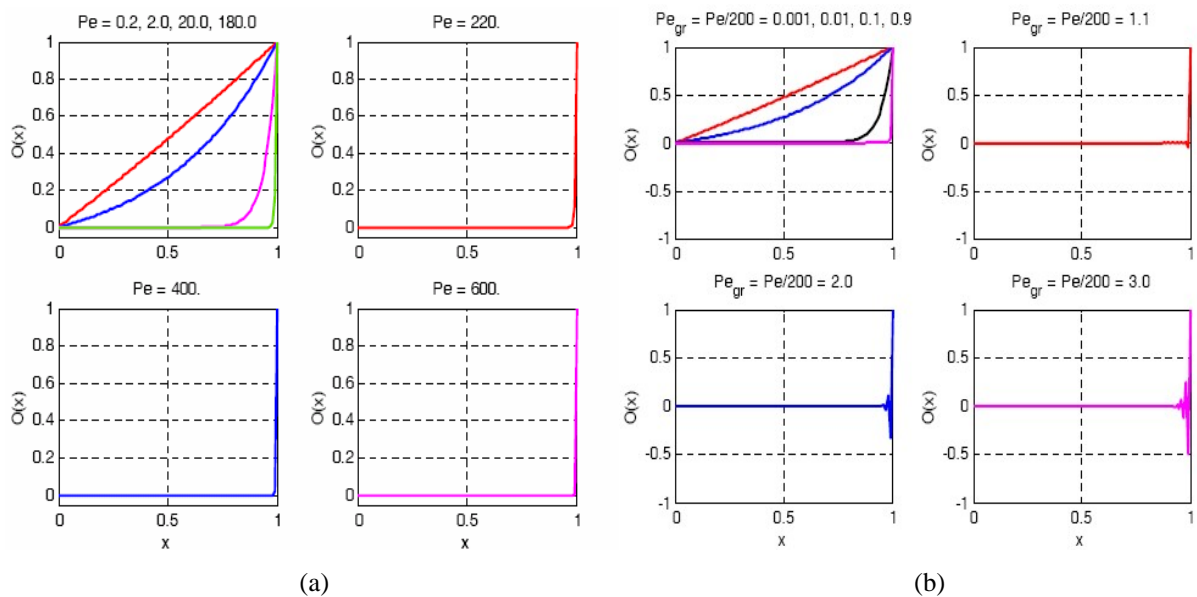 Pe = 0.2, 2.0, 20.0, 180.0
1
0.8
0.6
0.4
0.2
0
O(x)
0 0.5 1
Pe = 220.
1
0.8
0.6
0.4
0.2
0
O(x)
0 0.5 1
Pe = 400.
1
0.8
0.6
0.4
0.2
0
O(x)
0 0.5 1
x
Pe = 600.
1
0.8
0.6
0.4
0.2
0
O(x)
0 0.5 1
x
(a)
Pe_gr = Pe/200 = 0.001, 0.01, 0.1, 0.9
1
0.5
0
-0.5
-1
O(x)
0 0.5 1
Pe_gr = Pe/200 = 1.1
1
0.5
0
-0.5
-1
O(x)
0 0.5 1
Pe_gr = Pe/200 = 2.0
1
0.5
0
-0.5
-1
O(x)
0 0.5 1
x
Pe_gr = Pe/200 = 3.0
1
0.5
0
-0.5
-1
O(x)
0 0.5 1
x
(b)